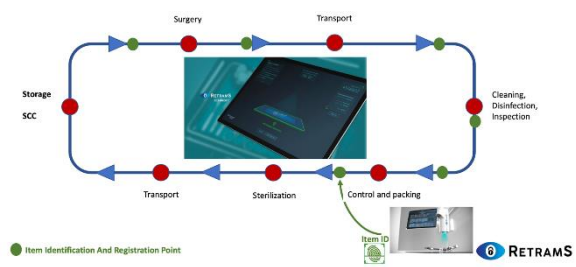 Surgery
Transport
Storage
SCC
RETRAMS
Cleaning,
Disinfection,
Inspection
Transport
Sterilization
Control and packing
Item ID
Item Identification And Registration Point
RETRAMS